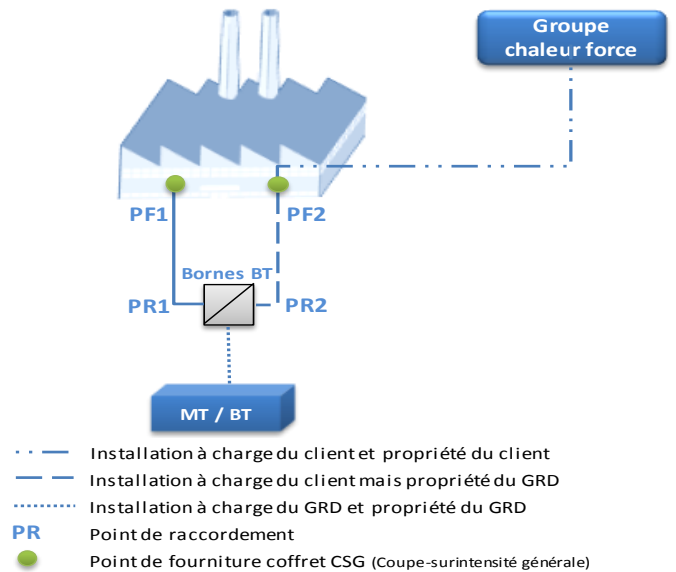 Groupe
chaleur force
PF1
PF2
Bornes BT
PR1
PR2
MT / BT
Installation à charge du client et propriété du client
Installation à charge du client mais propriété du GRD
Installation à charge du GRD et propriété du GRD
PR Point de raccordement
Point de fourniture coffret CSG (Coupe-surintensité générale)